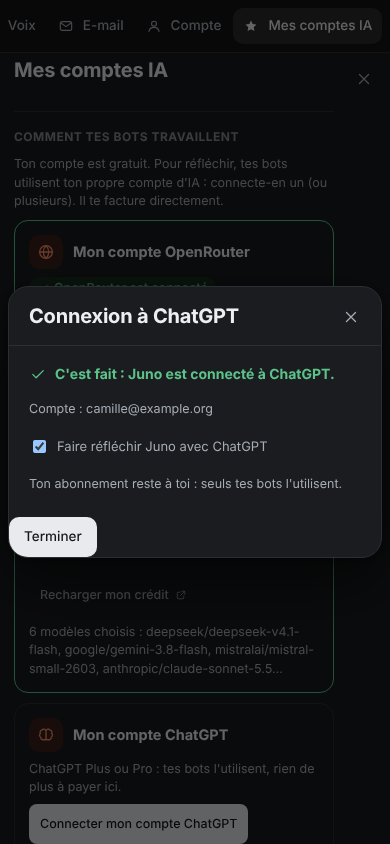 Voix E-mail Compte Mes comptes IA
Mes comptes IA
COMMENT TES BOTS TRAVAILLENT
Ton compte est gratuit. Pour réfléchir, tes bots
utilisent ton propre compte d'IA : connecte-en un (ou
plusieurs). Il te facture directement.
Mon compte OpenRouter
OpenRouter est connecté
Connexion à ChatGPT
C'est fait : Juno est connecté à ChatGPT.
Compte : camille@example.org
Faire réfléchir Juno avec ChatGPT
Ton abonnement reste à toi : seuls tes bots l'utilisent.
Terminer
Recharger mon crédit
6 modèles choisis : deepseek/deepseek-v4.1-
flash, google/gemini-3.8-flash, mistralai/mistral-
small-2603, anthropic/claude-sonnet-5.5...
Mon compte ChatGPT
ChatGPT Plus ou Pro : tes bots l'utilisent, rien de
plus à payer ici.
Connecter mon compte ChatGPT